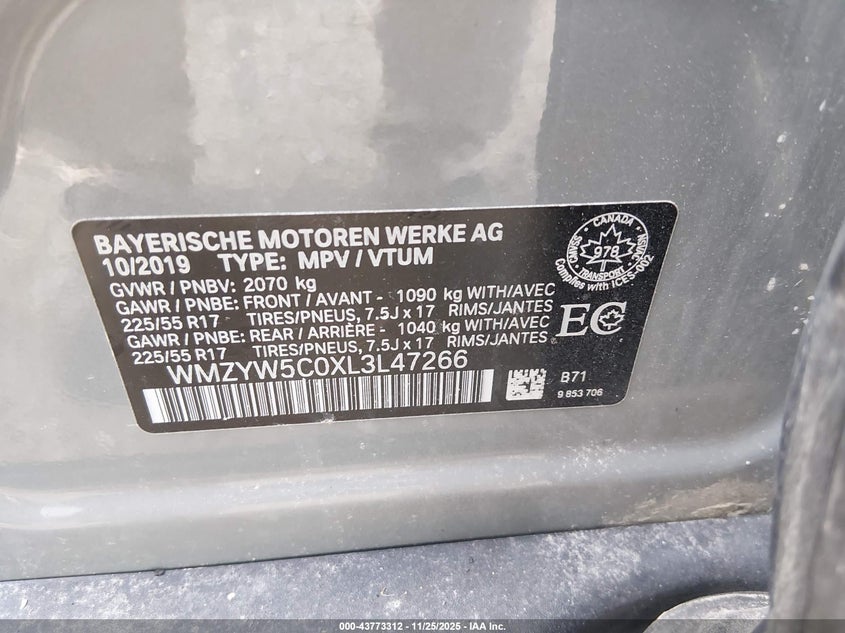 BAYERISCHE MOTOREN WERKE AG
10/2019 TYPE: MPV / VTUM
GVWR / PNBV: 2070 kg
GAWR / PNBE: FRONT / AVANT - 1090 kg WITH/AVEC
225/55 R17 TIRES/PNEUS, 7.5J x 17 RIMS/JANTES
GAWR / PNBE: REAR / ARRIÈRE - 1040 kg WITH/AVEC
225/55 R17 TIRES/PNEUS, 7.5J x 17 RIMS/JANTES
WMZYW5C0XL3L47266
CANADA
978
TRANSPORT
CMVSS
NSVAC
Complies with ICES-002
EC
B71
9 853 706
000-43773312 - 11/25/2025 - IAA Inc.